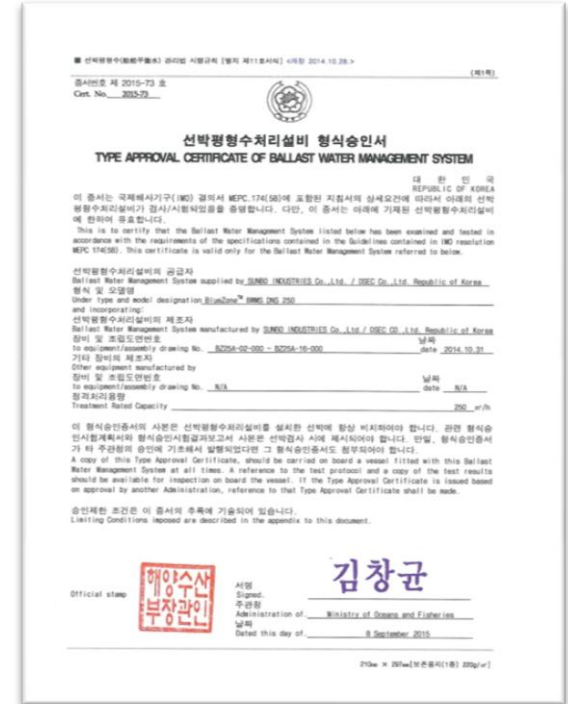 ■ 선박평형수(船舶平衡水) 관리법 시행규칙 [별지 제11호서식] <개정 2014.10.28.>
(제1쪽)
증서번호 제 2015-73 호
Cert. No. 2015-73
선박평형수처리설비 형식승인서
TYPE APPROVAL CERTIFICATE OF BALLAST WATER MANAGEMENT SYSTEM
대 한 민 국
REPUBLIC OF KOREA
이 증서는 국제해사기구(IMO) 결의서 MEPC.174(58)에 포함된 지침서의 상세요건에 따라서 아래의 선박
평형수처리설비가 검사/시험되었음을 증명합니다. 다만, 이 증서는 아래에 기재된 선박평형수처리설비
에 한하여 유효합니다.
This is to certify that the Ballast Water Management System listed below has been examined and tested in
accordance with the requirements of the specifications contained in the Guidelines contained in IMO resolution
MEPC 174(58). This certificate is valid only for the Ballast Water Management System referred to below.
선박평형수처리설비의 공급자
Ballast Water Management System supplied by SUNBO INDUSTRIES Co.,Ltd. / DSEC Co.,Ltd. Republic of Korea
형식 및 모델명
Under type and model designation BlueZone™ BWMS DNG 250
and incorporating:
선박평형수처리설비의 제조자
Ballast Water Management System manufactured by SUNBO INDUSTRIES Co.,Ltd / DSEC CO.,Ltd. Republic of Korea
장비 및 조립도면번호 날짜
to equipment/assembly drawing No. BZ25A-02-000 ~ BZ25A-16-000 date 2014.10.31
기타 장비의 제조자
Other equipment manufactured by
장비 및 조립도면번호 날짜
to equipment/assembly drawing No. N/A date N/A
정격처리용량
Treatment Rated Capacity 250 ㎥/h
이 형식승인증서의 사본은 선박평형수처리설비를 설치한 선박에 항상 비치하여야 합니다. 관련 형식승
인시험계획서와 형식승인시험결과보고서 사본은 선박검사 시에 제시되어야 합니다. 만일, 형식승인증서
가 타 주관청의 승인에 기초해서 발행되었다면 그 형식승인증서도 첨부되어야 합니다.
A copy of this Type Approval Certificate, should be carried on board a vessel fitted with this Ballast
Water Management System at all times. A reference to the test protocol and a copy of the test results
should be available for inspection on board the vessel. If the Type Approval Certificate is issued based
on approval by another Administration, reference to that Type Approval Certificate shall be made.
승인제한 조건은 이 증서의 추록에 기술되어 있습니다.
Limiting Conditions imposed are described in the appendix to this document.
Official stamp
해양수산
부장관인
서명
Signed.
김창균
주관청
Administration of. Ministry of Oceans and Fisheries
날짜
Dated this day of. 8 September 2015
210㎜ × 297㎜[보존용지(1종) 220g/㎡]